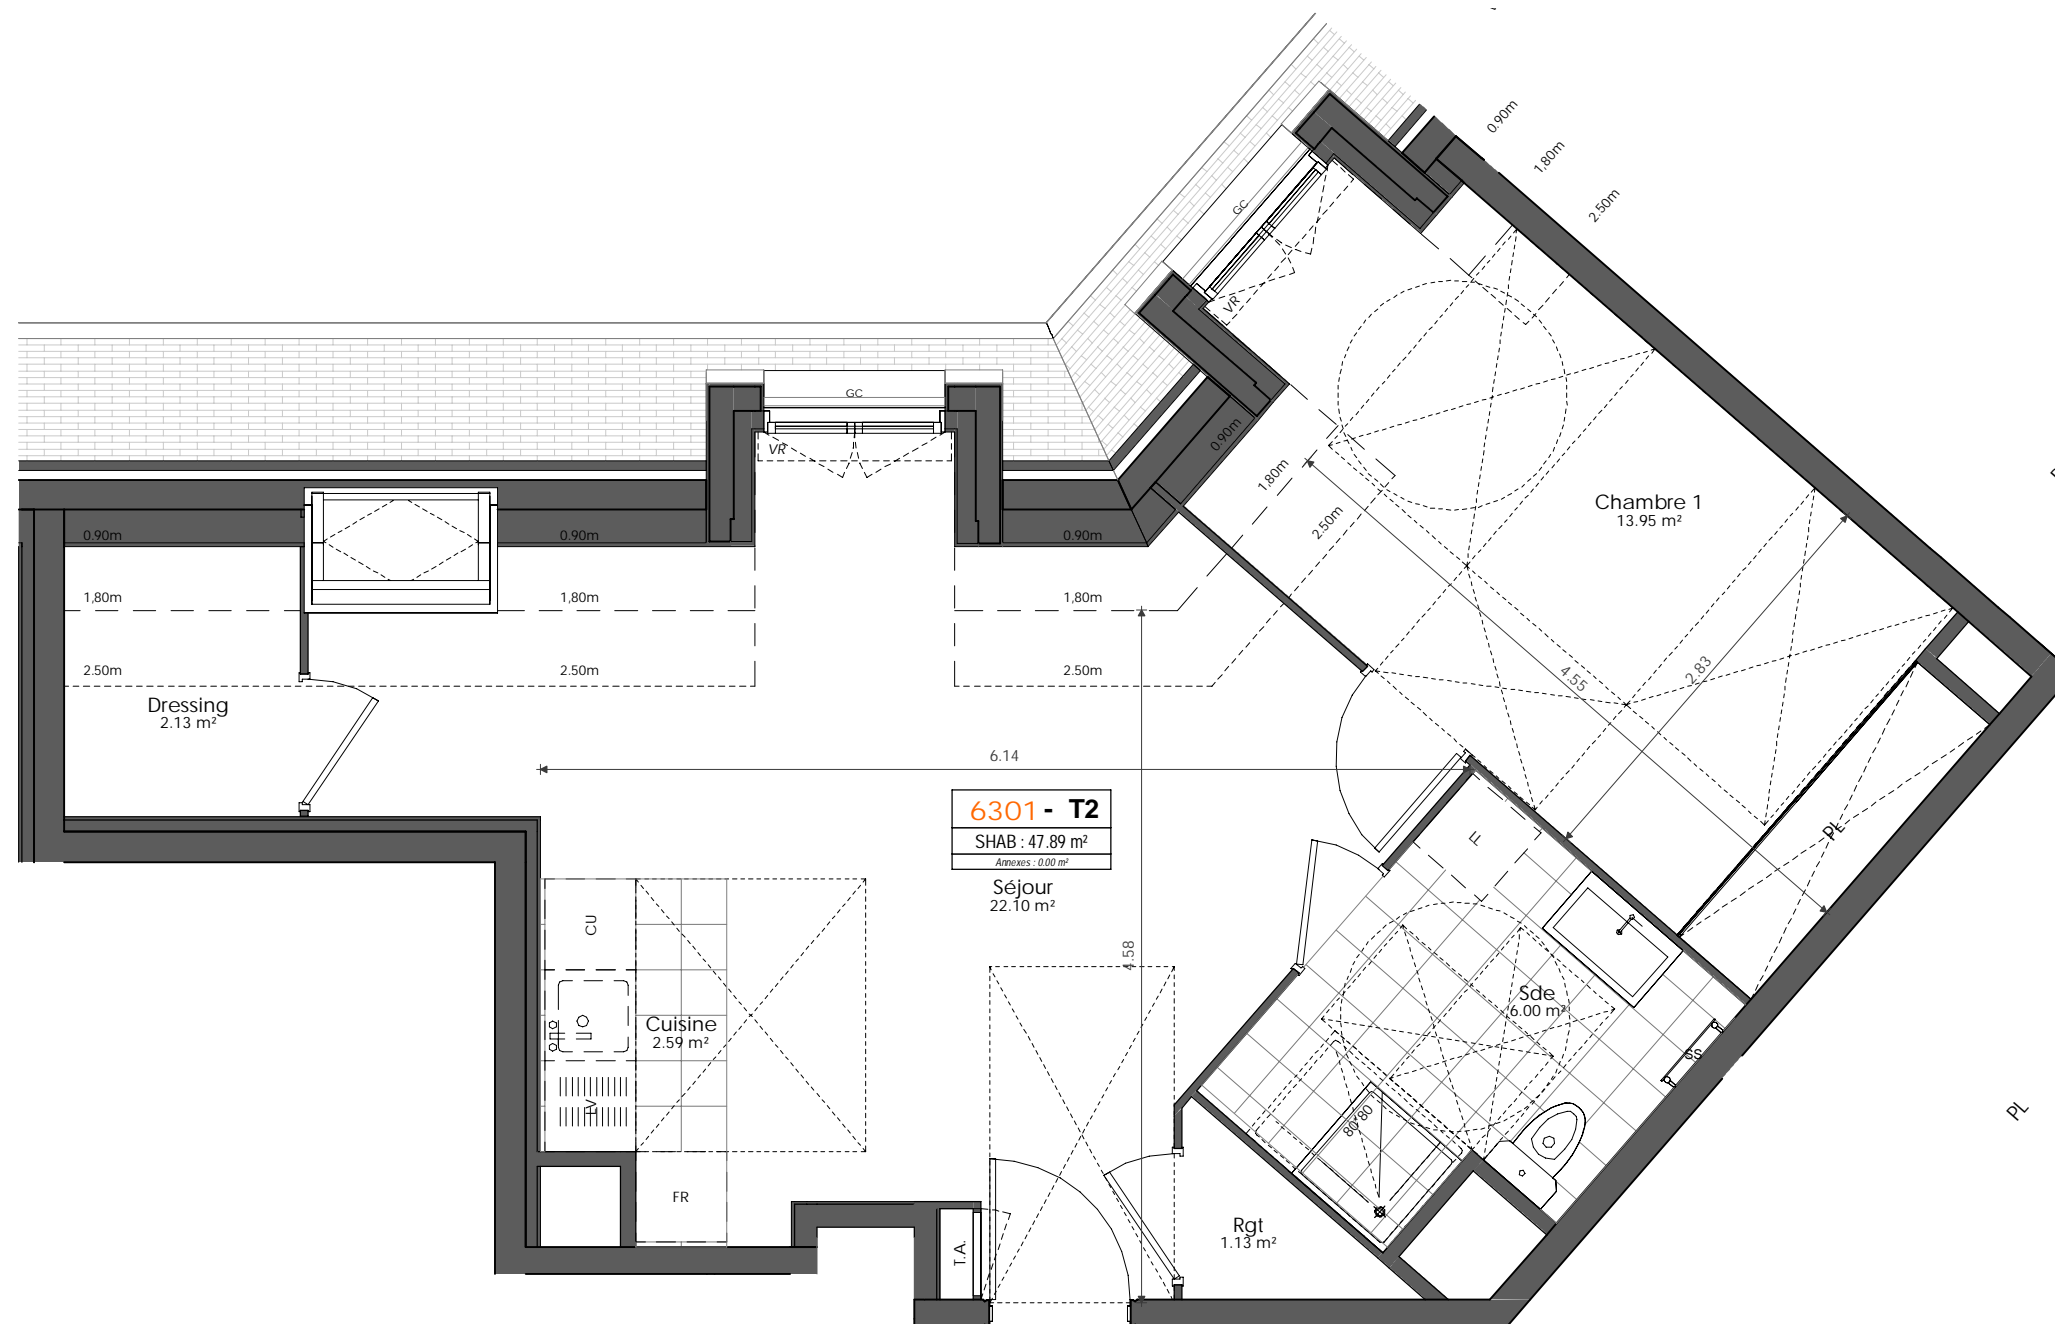 0.90m
1,80m
2.50m
GC
VR
GC
VR
0.90m
1,80m
2.50m
Chambre 1
13.95 m²
0.90m
0.90m
0.90m
1,80m
1,80m
1,80m
2.50m
2.50m
2.50m
4.55
2.83
Dressing
2.13 m²
6.14
6301 - T2
SHAB : 47.89 m²
Annexes : 0.00 m²
Séjour
22.10 m²
4.58
PL
CU
Cuisine
2.59 m²
LV
FR
Sde
6.00 m²
SS
80*80
PL
Rgt
1.13 m²
T.A.